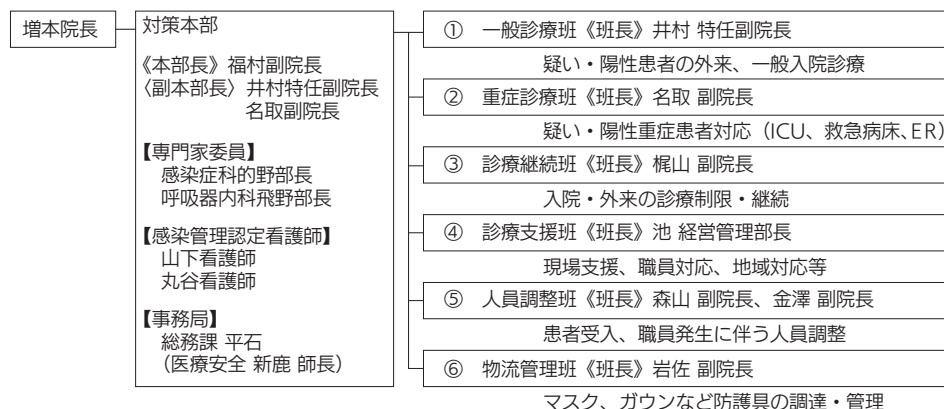 増本院長
対策本部
《本部長》福村副院長
〈副本部長〉井村特任副院長
名取副院長
【専門家委員】
感染症科的野部長
呼吸器内科飛野部長
【感染管理認定看護師】
山下看護師
丸谷看護師
【事務局】
総務課 平石
(医療安全 新鹿 師長)
① 一般診療班《班長》井村 特任副院長
疑い・陽性患者の外来、一般入院診療
② 重症診療班《班長》名取 副院長
疑い・陽性重症患者対応(ICU、救急病床、ER)
③ 診療継続班《班長》梶山 副院長
入院・外来の診療制限・継続
④ 診療支援班《班長》池 経営管理部長
現場支援、職員対応、地域対応等
⑤ 人員調整班《班長》森山 副院長、金澤 副院長
患者受入、職員発生に伴う人員調整
⑥ 物流管理班《班長》岩佐 副院長
マスク、ガウンなど防護具の調達・管理